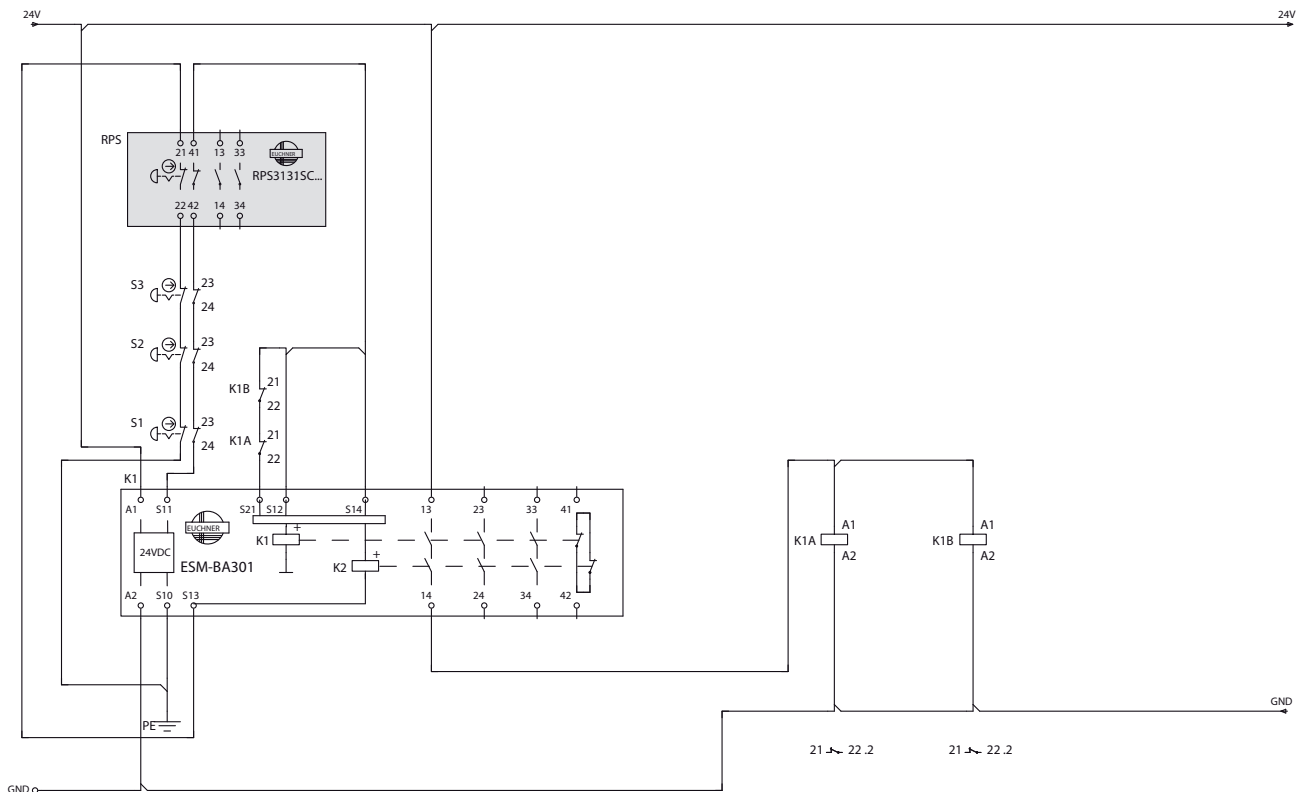 24V 24V
RPS
21 41 13 33
EUCHNER
RPS3131SC...
22 42 14 34
S3 23
24
S2 23
24
K1B 21
22
S1 23
24
K1A 21
22
K1
A1 S11 S21 S12 S14 13 23 33 41
EUCHNER
+
K1
24VDC
ESM-BA301
+
K2
A2 S10 S13 14 24 34 42
A1 A1
K1A K1B
A2 A2
GND
PE
21 22 .2 21 22 .2
GND